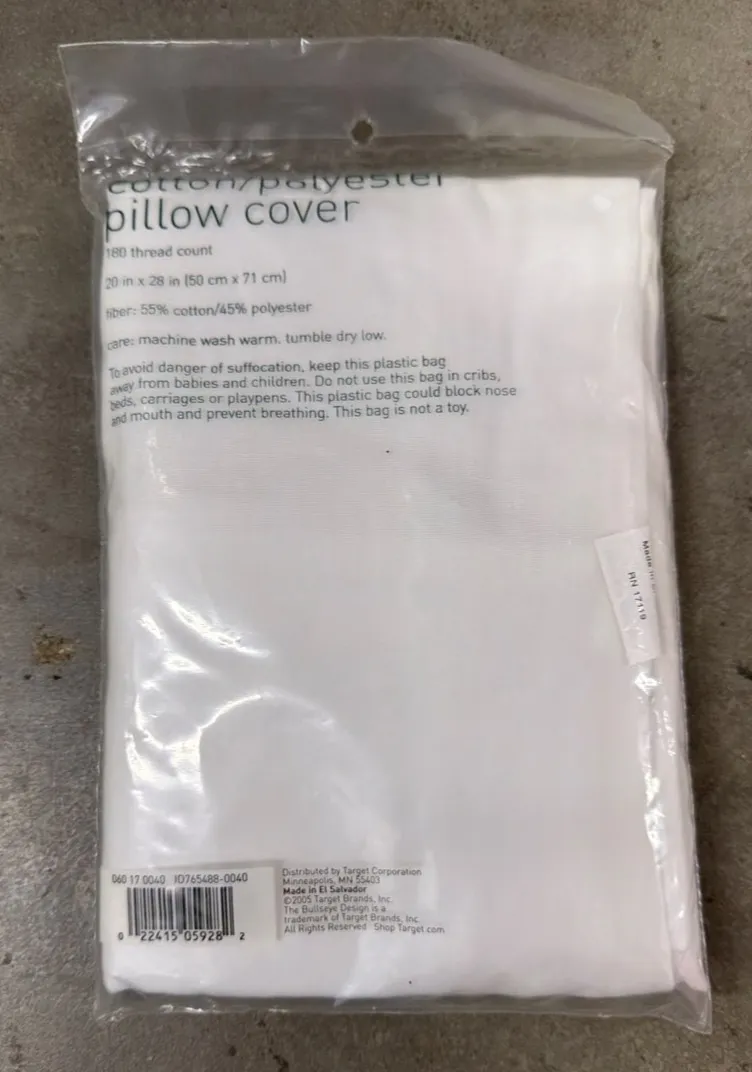 cotton/polyester
pillow cover
180 thread count
20 in x 28 in (50 cm x 71 cm)
fiber: 55% cotton/45% polyester
care: machine wash warm. tumble dry low.
To avoid danger of suffocation, keep this plastic bag
away from babies and children. Do not use this bag in cribs,
beds, carriages or playpens. This plastic bag could block nose
and mouth and prevent breathing. This bag is not a toy.
Made in
RN 17119
060 17 0040 JD765488-0040
0 22415 05928 2
Distributed by Target Corporation
Minneapolis, MN 55403
Made in El Salvador
©2005 Target Brands, Inc.
The Bullseye Design is a
trademark of Target Brands, Inc.
All Rights Reserved Shop Target.com